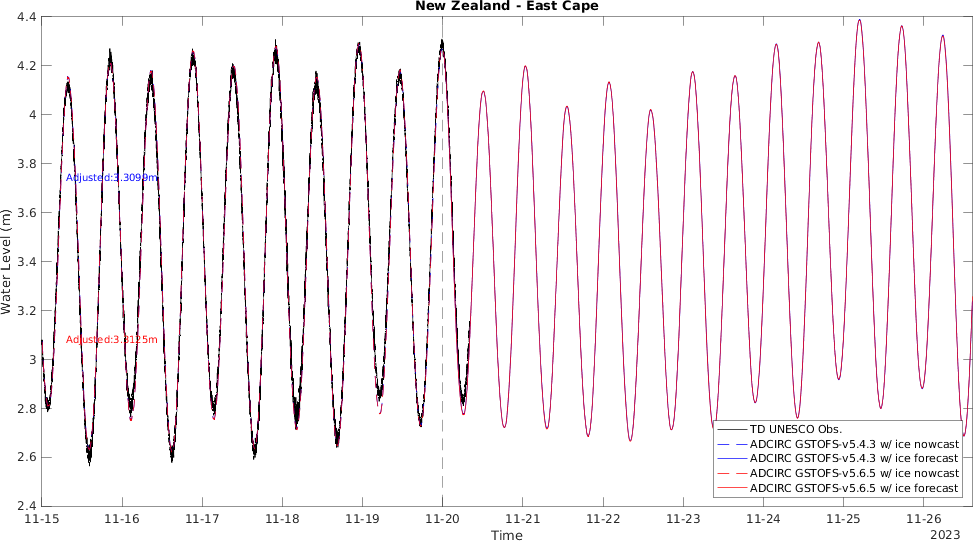 New Zealand - East Cape
Water Level (m)
4.4
4.2
4
3.8
3.6
3.4
3.2
3
2.8
2.6
2.4
Adjusted:3.3099m
Adjusted:3.3125m
TD UNESCO Obs.
ADCIRC GSTOFS-v5.4.3 w/ ice nowcast
ADCIRC GSTOFS-v5.4.3 w/ ice forecast
ADCIRC GSTOFS-v5.6.5 w/ ice nowcast
ADCIRC GSTOFS-v5.6.5 w/ ice forecast
11-15 11-16 11-17 11-18 11-19 11-20 11-21 11-22 11-23 11-24 11-25 11-26
2023
Time